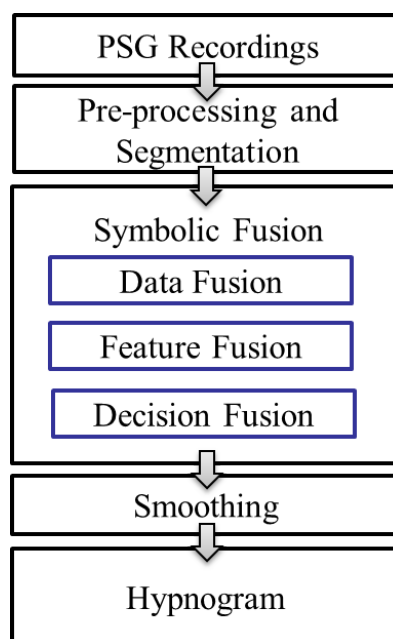 PSG Recordings
Pre-processing and
Segmentation
Symbolic Fusion
Data Fusion
Feature Fusion
Decision Fusion
Smoothing
Hypnogram